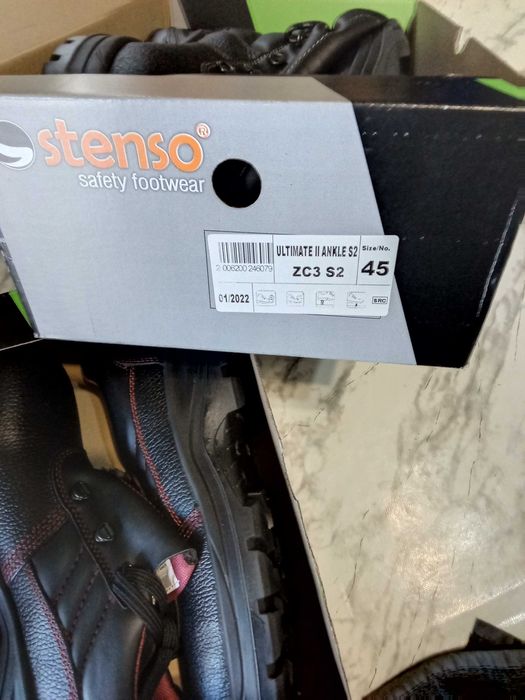 stenso®
safety footwear
ULTIMATE II ANKLE S2
Size/No.
2 006200 246079
ZC3 S2
45
01/2022
SRC